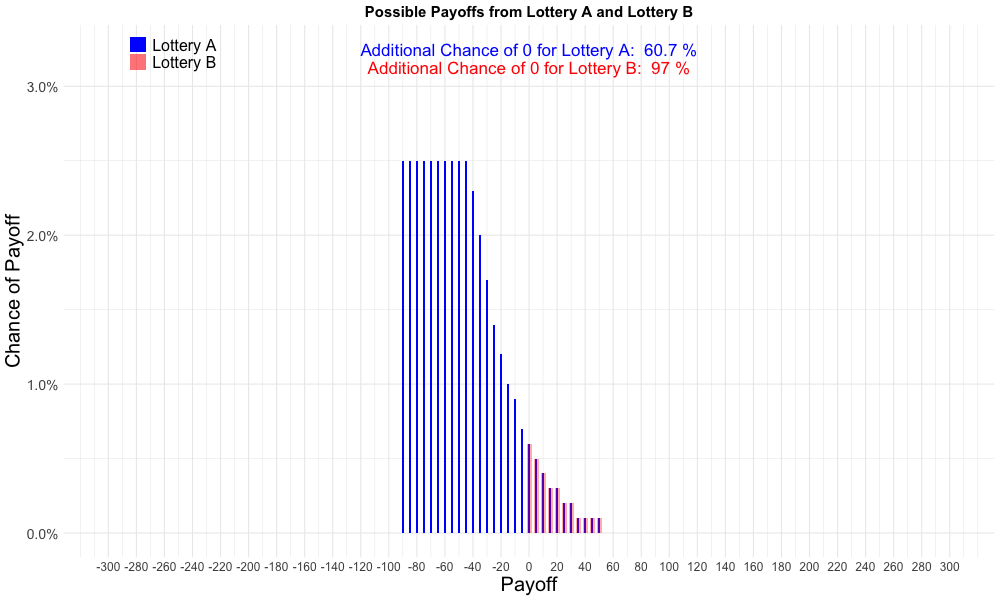 Possible Payoffs from Lottery A and Lottery B
Lottery A
Lottery B
Additional Chance of 0 for Lottery A:  60.7 %
Additional Chance of 0 for Lottery B:  97 %
Chance of Payoff
3.0%
2.0%
1.0%
0.0%
-300 -280 -260 -240 -220 -200 -180 -160 -140 -120 -100 -80 -60 -40 -20 0 20 40 60 80 100 120 140 160 180 200 220 240 260 280 300
Payoff